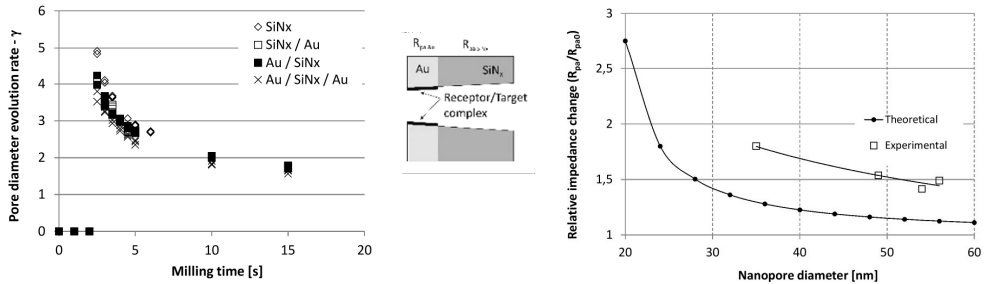 Pore diameter evolution rate - γ
6
5
4
3
2
1
0
0
5
10
15
20
Milling time [s]
SiNx
SiNx / Au
Au / SiNx
Au / SiNx / Au
Au
SiNx
Receptor/Target
complex
Relative impedance change (Rpa/Rpa0)
3
2,5
2
1,5
1
20
30
40
50
60
Nanopore diameter [nm]
Theoretical
Experimental